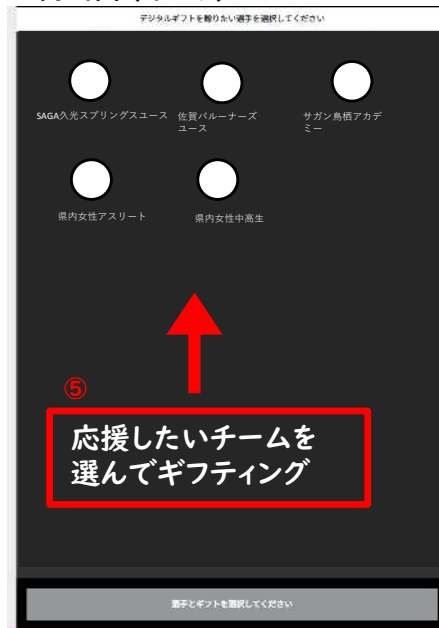 デジタルギフトを贈りたい選手を選択してください
SAGA久光スプリングスユース
佐賀バルーナーズ
ユース
サガン鳥栖アカデ
ミー
県内女性アスリート
県内女性中高生
⑤
応援したいチームを
選んでギフティング
選手とギフトを選択してください